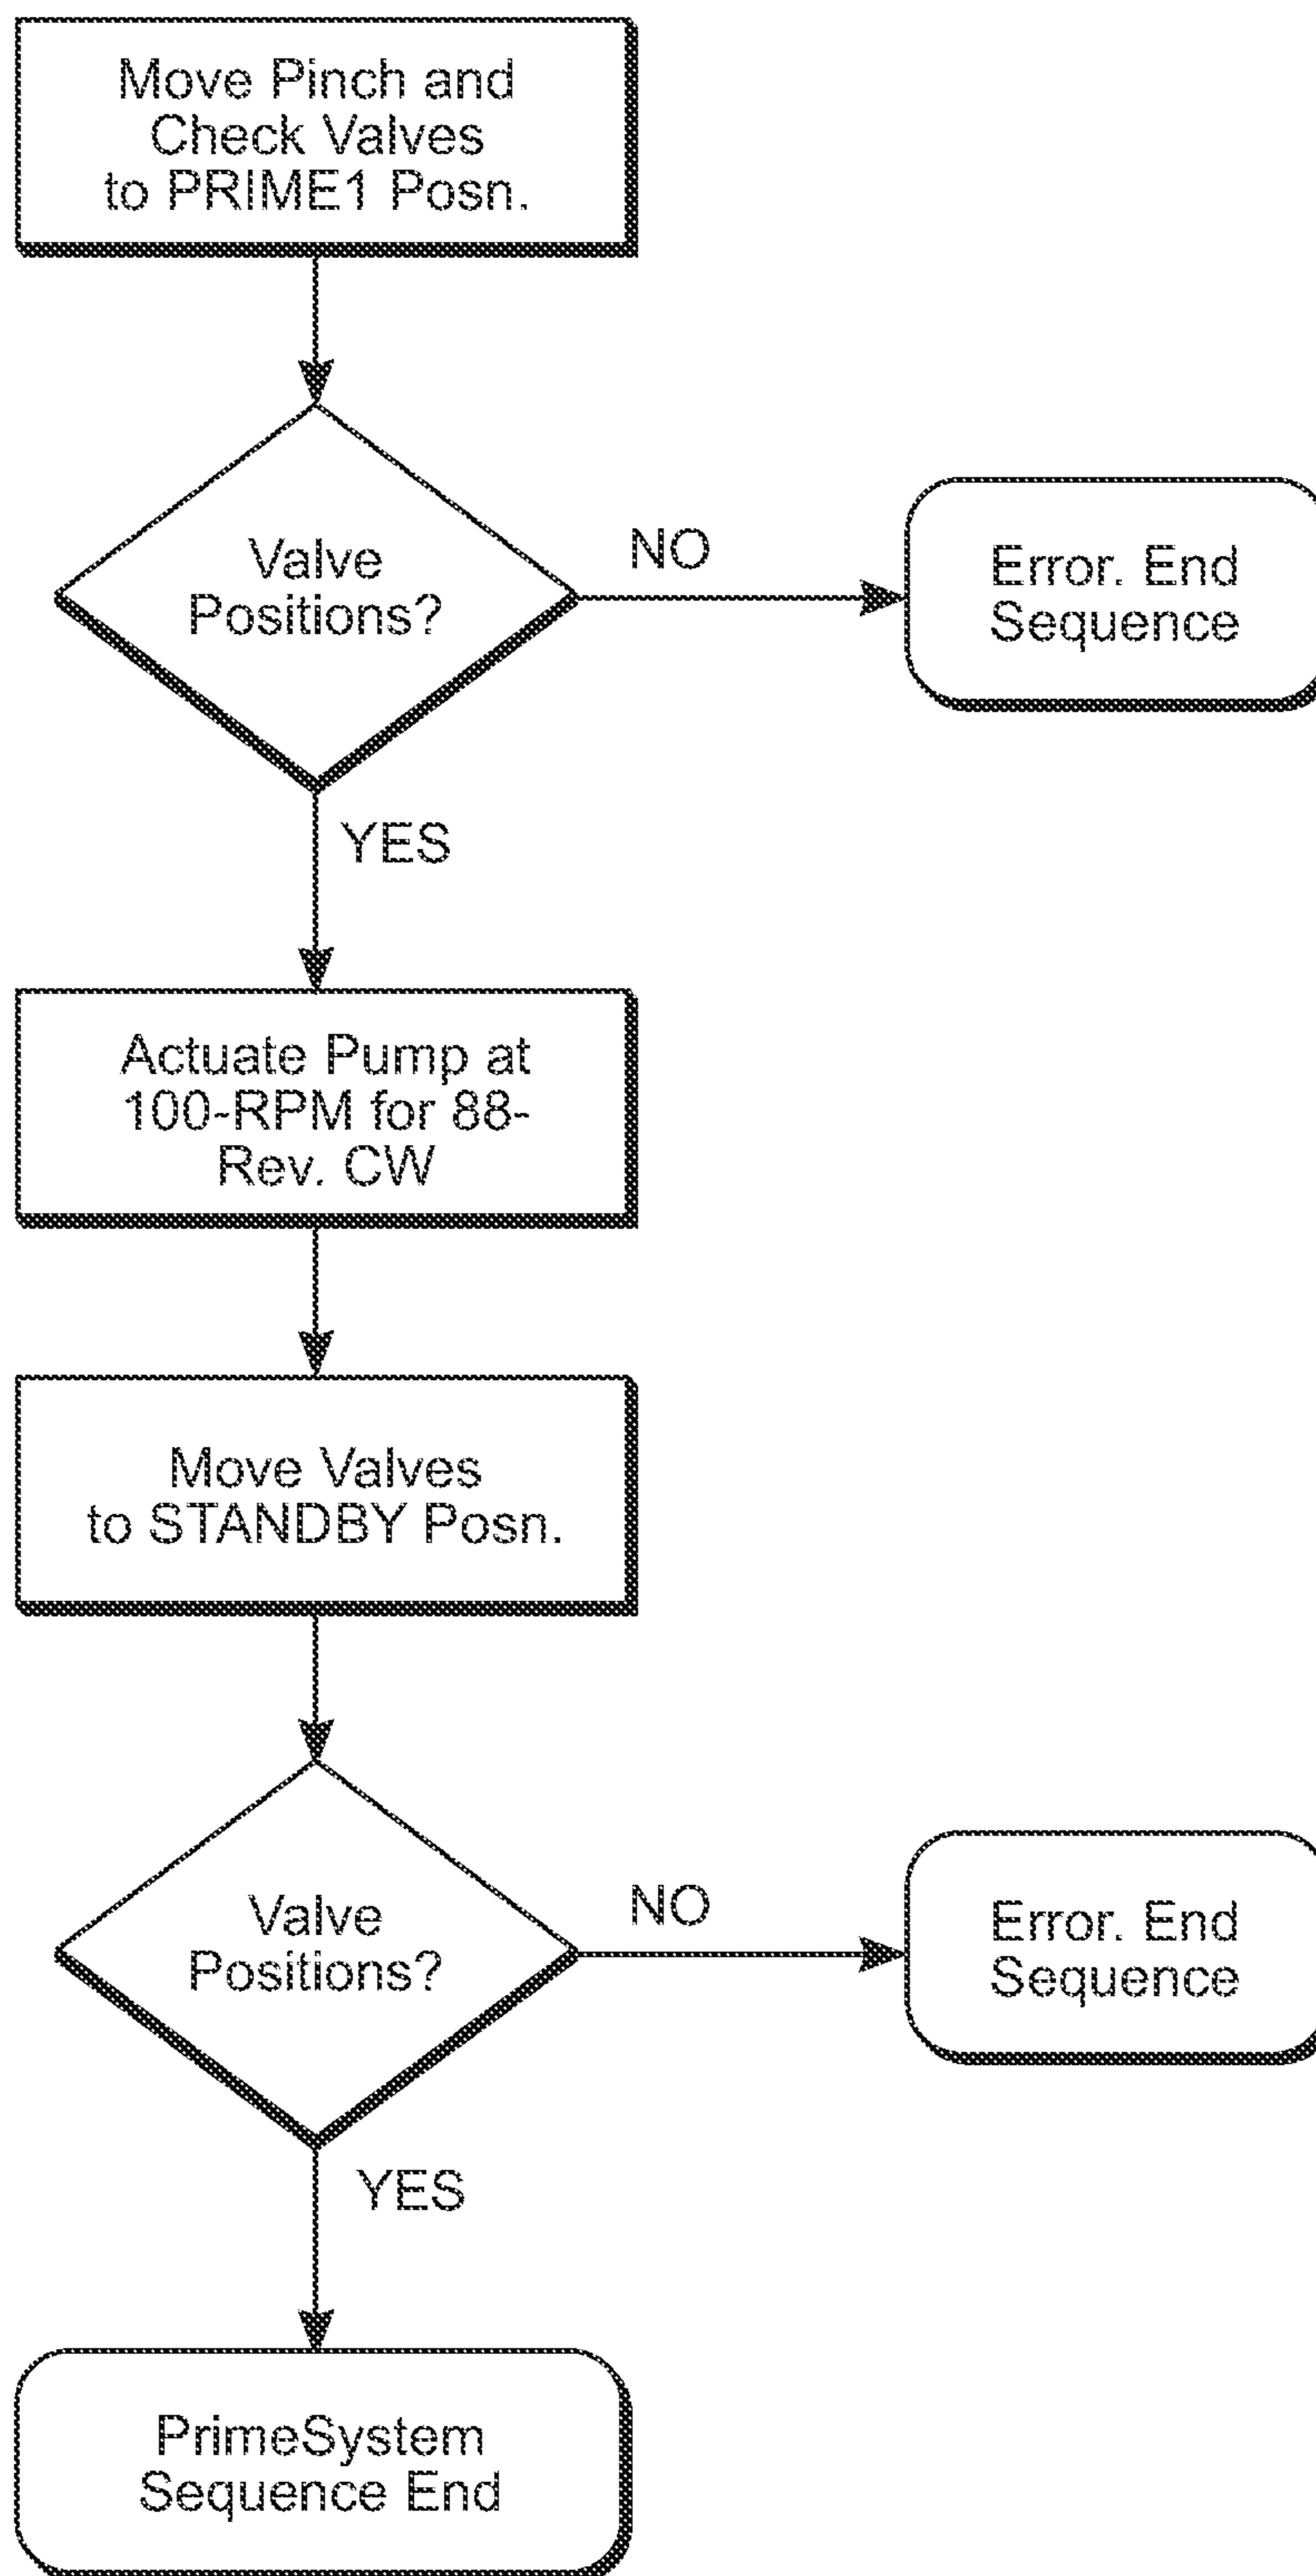 Move Pinch and
Check Valves
to PRIME1 Posn.
Valve
Positions?
NO
Error. End
Sequence
YES
Actuate Pump at
100-RPM for 88-
Rev. CW
Move Valves
to STANDBY Posn.
Valve
Positions?
NO
Error. End
Sequence
YES
PrimeSystem
Sequence End